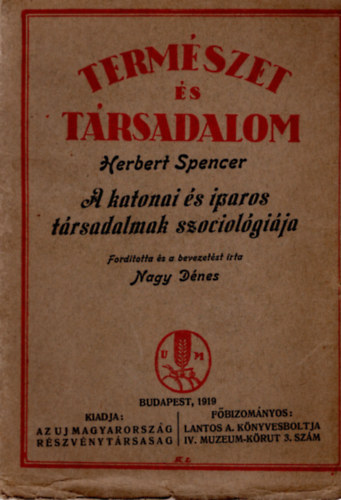 TERMÉSZET
ÉS
TÁRSADALOM
Herbert Spencer
A katonai és iparos
társadalmak szociológiája
Fordította és a bevezetést írta
Nagy Dénes
U M
BUDAPEST, 1919
KIADJA:
AZ UJ MAGYARORSZÁG
RÉSZVÉNYTÁRSASAG
FŐBIZOMÁNYOS:
LANTOS A. KÖNYVESBOLTJA
IV. MUZEUM-KÖRUT 3. SZÁM